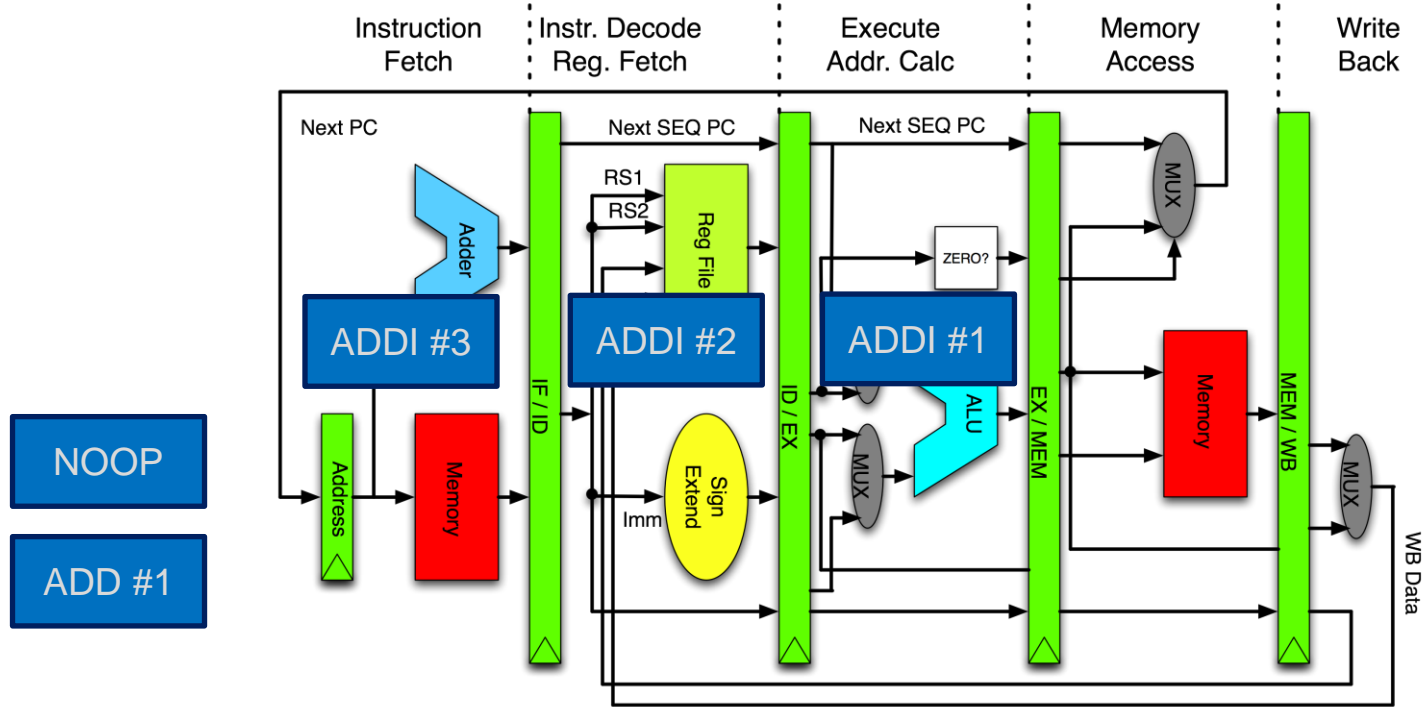 Instruction
Fetch
Instr. Decode
Reg. Fetch
Execute
Addr. Calc
Memory
Access
Write
Back
Next PC
Next SEQ PC
Next SEQ PC
RS1
RS2
Adder
Reg File
ZERO?
MUX
ADDI #3
ADDI #2
ADDI #1
IF / ID
ID / EX
ALU
EX / MEM
Memory
MEM / WB
NOOP
ADD #1
Address
Memory
Imm
Sign
Extend
MUX
MUX
WB Data